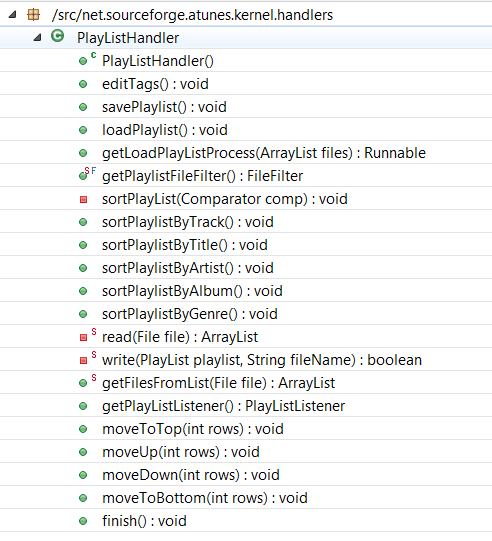 /src/net.sourceforge.atunes.kernel.handlers
C PlayListHandler
C PlayListHandler()
editTags() : void
savePlaylist() : void
loadPlaylist() : void
getLoadPlayListProcess(ArrayList files) : Runnable
S F getPlaylistFileFilter() : FileFilter
sortPlayList(Comparator comp) : void
sortPlaylistByTrack() : void
sortPlaylistByTitle() : void
sortPlaylistByArtist() : void
sortPlaylistByAlbum() : void
sortPlaylistByGenre() : void
S read(File file) : ArrayList
S write(PlayList playlist, String fileName) : boolean
S getFilesFromList(File file) : ArrayList
getPlayListListener() : PlayListListener
moveToTop(int rows) : void
moveUp(int rows) : void
moveDown(int rows) : void
moveToBottom(int rows) : void
finish() : void